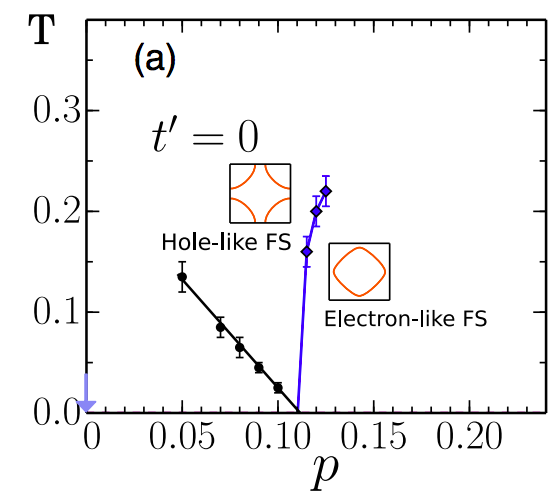 T
(a)
0.3
t′ = 0
0.2
Hole-like FS
0.1
Electron-like FS
0.0
0 0.05 0.10 0.15 0.20
p